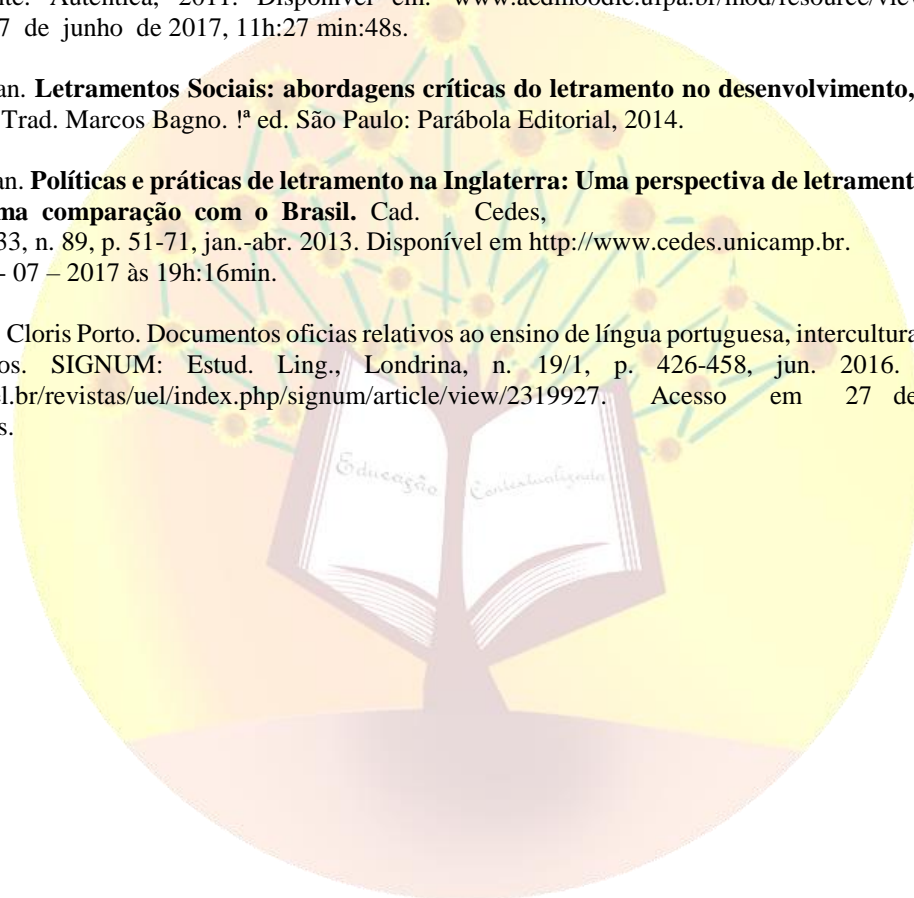 Autêntica, 2011. Disponível em: www.aedmoodle.ufpa.br/mod/resource/view
7 de junho de 2017, 11h:27 min:48s.
an. Letramentos Sociais: abordagens críticas do letramento no desenvolvimento,
Trad. Marcos Bagno. !ª ed. São Paulo: Parábola Editorial, 2014.
an. Políticas e práticas de letramento na Inglaterra: Uma perspectiva de letrament
ma comparação com o Brasil. Cad. Cedes,
33, n. 89, p. 51-71, jan.-abr. 2013. Disponível em http://www.cedes.unicamp.br.
- 07 – 2017 às 19h:16min.
Cloris Porto. Documentos oficias relativos ao ensino de língua portuguesa, intercultura
os. SIGNUM: Estud. Ling., Londrina, n. 19/1, p. 426-458, jun. 2016.
el.br/revistas/uel/index.php/signum/article/view/2319927. Acesso em 27 de
s.
Educação Contextualizada